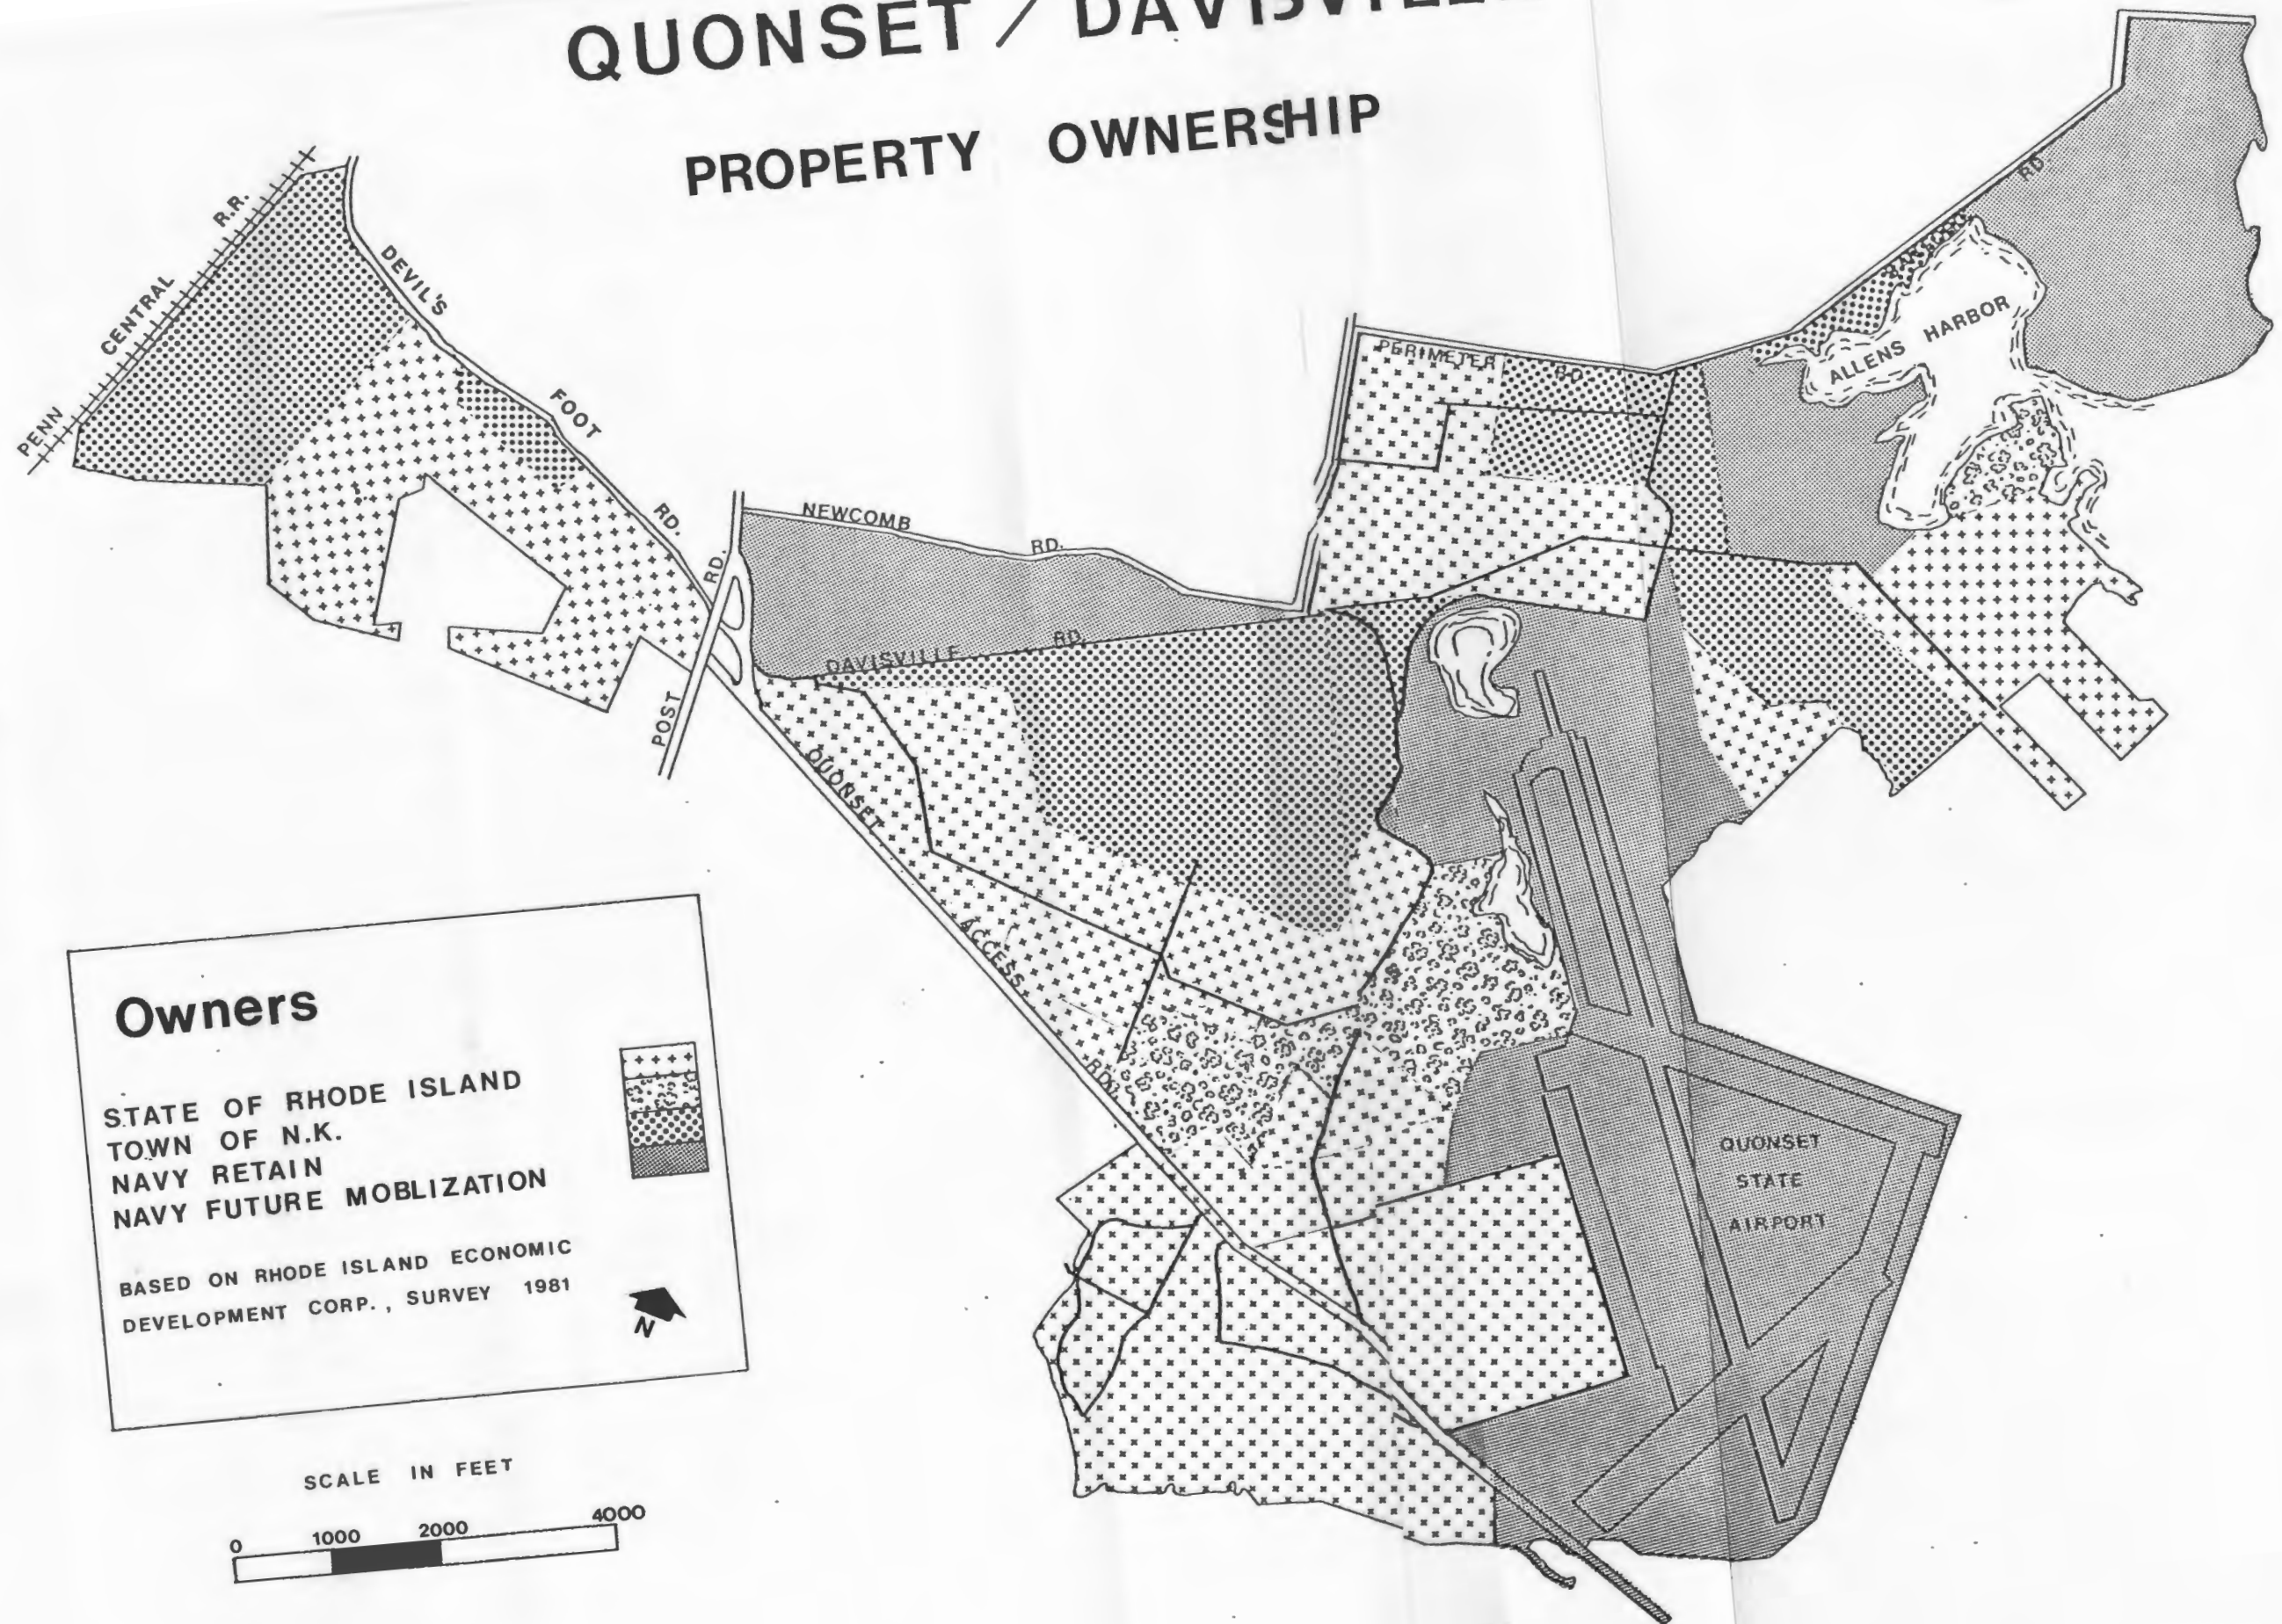 QUONSET / DAVISVILLE
PROPERTY OWNERSHIP
PENN CENTRAL R.R.
DEVIL'S FOOT RD.
POST RD.
NEWCOMB RD.
DAVISVILLE RD.
QUONSET ACCESS RD.
PERIMETER RD.
RD.
ALLENS HARBOR
QUONSET
STATE
AIRPORT
Owners
STATE OF RHODE ISLAND
TOWN OF N.K.
NAVY RETAIN
NAVY FUTURE MOBLIZATION
BASED ON RHODE ISLAND ECONOMIC
DEVELOPMENT CORP., SURVEY 1981
N
SCALE IN FEET
0 1000 2000 4000